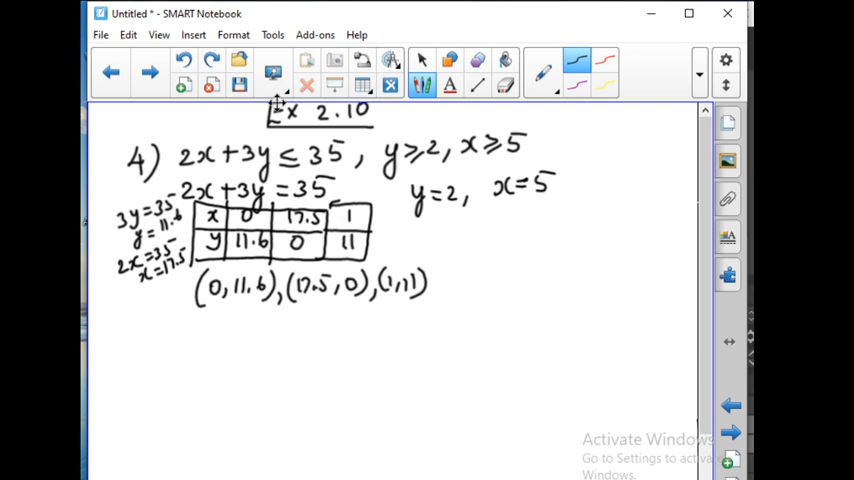 Untitled * - SMART Notebook
File Edit View Insert Format Tools Add-ons Help
Ex 2.10
4) 2x+3y ≤ 35, y ≥ 2, x ≥ 5
2x+3y = 35
y=2, x=5
3y=35
y=11.6
2x=35
x=17.5
x 0 17.5 1
y 11.6 0 11
(0, 11.6), (17.5, 0), (1, 11)
Activate Windows
Go to Settings to activa
Windows.